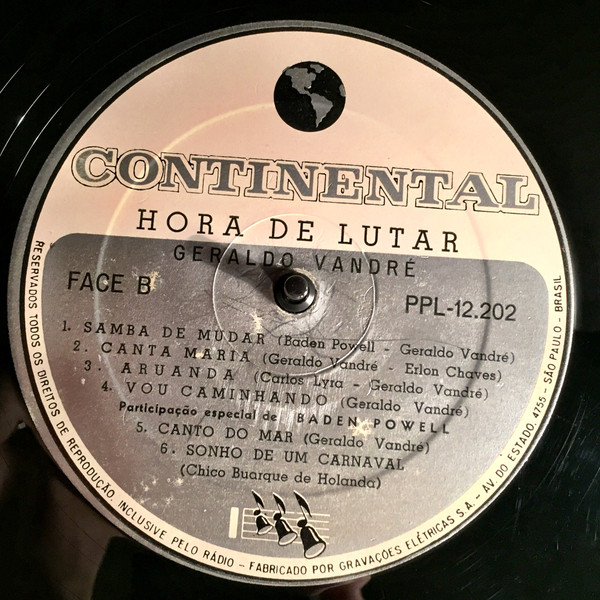 CONTINENTAL
HORA DE LUTAR
GERALDO VANDRÉ
FACE B
PPL-12.202
1. SAMBA DE MUDAR (Baden Powell - Geraldo Vandré)
2. CANTA MARIA (Geraldo Vandré - Erlon Chaves)
3. ARUANDA (Carlos Lyra - Geraldo Vandré)
4. VOU CAMINHANDO (Geraldo Vandré)
Participação especial de BADEN POWELL
5. CANTO DO MAR (Geraldo Vandré)
6. SONHO DE UM CARNAVAL
(Chico Buarque de Holanda)
RESERVADOS TODOS OS DIREITOS DE REPRODUÇÃO, INCLUSIVE PELO RÁDIO - FABRICADO POR GRAVAÇÕES ELÉTRICAS S.A. - AV. DO ESTADO, 4755 - SÃO PAULO - BRASIL